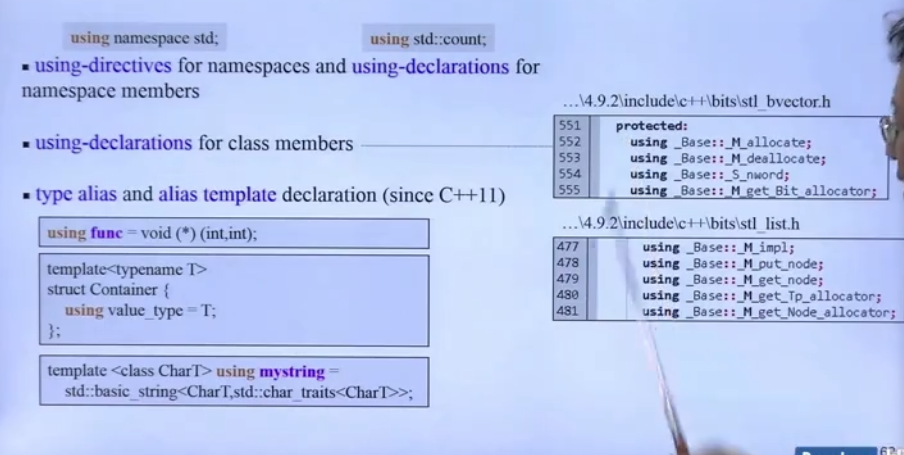 using namespace std;
using std::count;
▪ using-directives for namespaces and using-declarations for
namespace members
▪ using-declarations for class members
▪ type alias and alias template declaration (since C++11)
using func = void (*) (int,int);
template<typename T>
struct Container {
using value_type = T;
};
template <class CharT> using mystring =
std::basic_string<CharT,std::char_traits<CharT>>;
...\4.9.2\include\c++\bits\stl_bvector.h
551 protected:
552 using _Base::_M_allocate;
553 using _Base::_M_deallocate;
554 using _Base::_S_nword;
555 using _Base::_M_get_Bit_allocator;
...\4.9.2\include\c++\bits\stl_list.h
477 using _Base::_M_impl;
478 using _Base::_M_put_node;
479 using _Base::_M_get_node;
480 using _Base::_M_get_Tp_allocator;
481 using _Base::_M_get_Node_allocator;